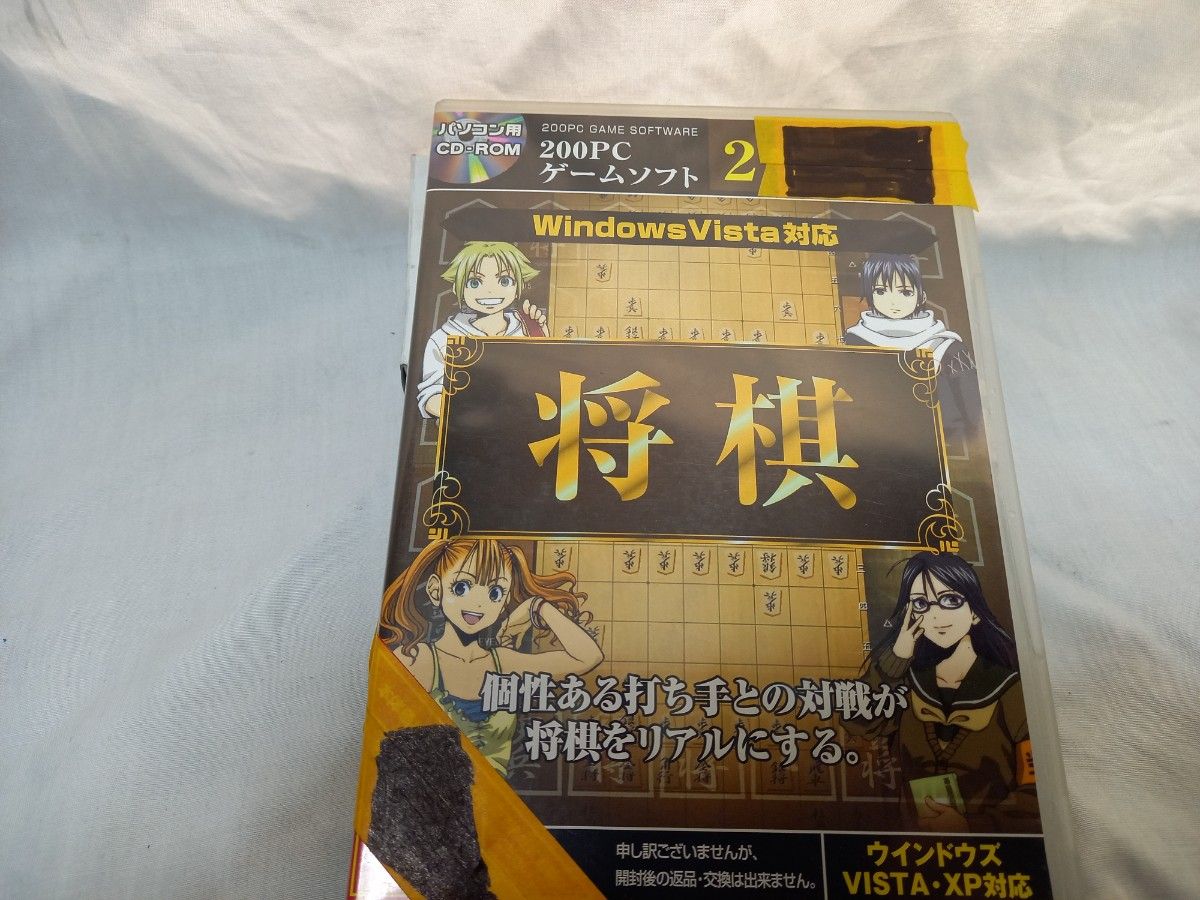 パソコン用
CD-ROM
200PC GAME SOFTWARE
200PC
ゲームソフト
2
WindowsVista対応
将棋
個性ある打ち手との対戦が
将棋をリアルにする。
申し訳ございませんが、
開封後の返品・交換は出来ません。
ウインドウズ
VISTA・XP対応